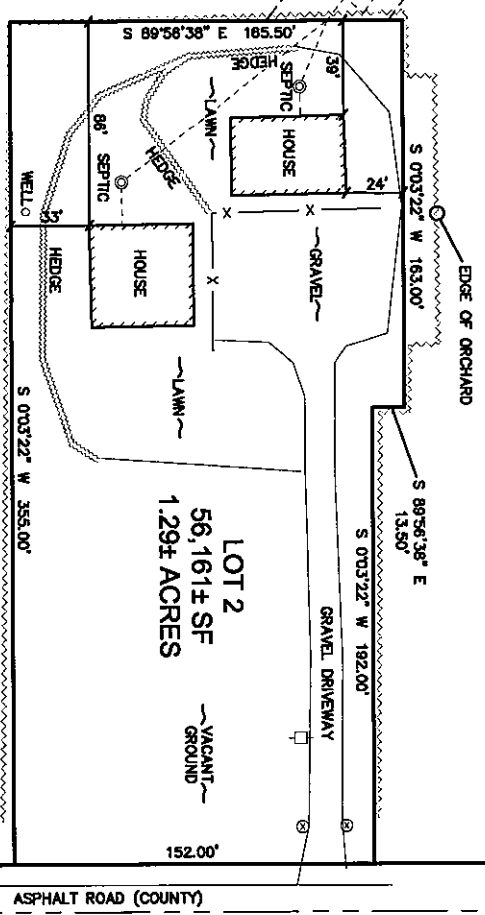 S 89°56'38" E 165.50'
HEDGE
39'
SEPTIC
~LAWN~
HOUSE
24'
S 0°03'22" W 163.00'
EDGE OF ORCHARD
86'
SEPTIC
HEDGE
WELL
33'
HEDGE
HOUSE
~GRAVEL~
~LAWN~
S 89°56'38" E
13.50'
S 0°03'22" W 355.00'
S 0°03'22" W 192.00'
LOT 2
56,161± SF
1.29± ACRES
GRAVEL DRIVEWAY
~VACANT~
GROUND
152.00'
ASPHALT ROAD (COUNTY)